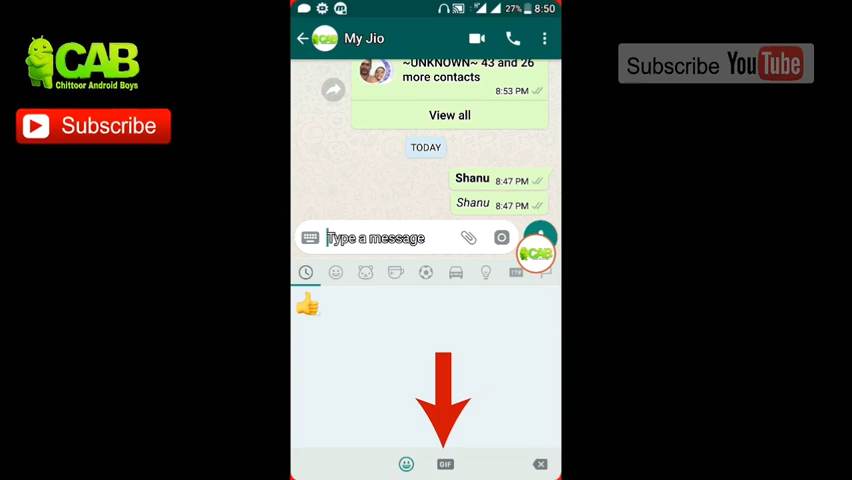 27% 8:50
CAB
Chittoor Android Boys
Subscribe
Subscribe YouTube
CAB
My Jio
~UNKNOWN~ 43 and 26
more contacts
8:53 PM
View all
TODAY
Shanu 8:47 PM
Shanu 8:47 PM
Type a message
CAB
GIF